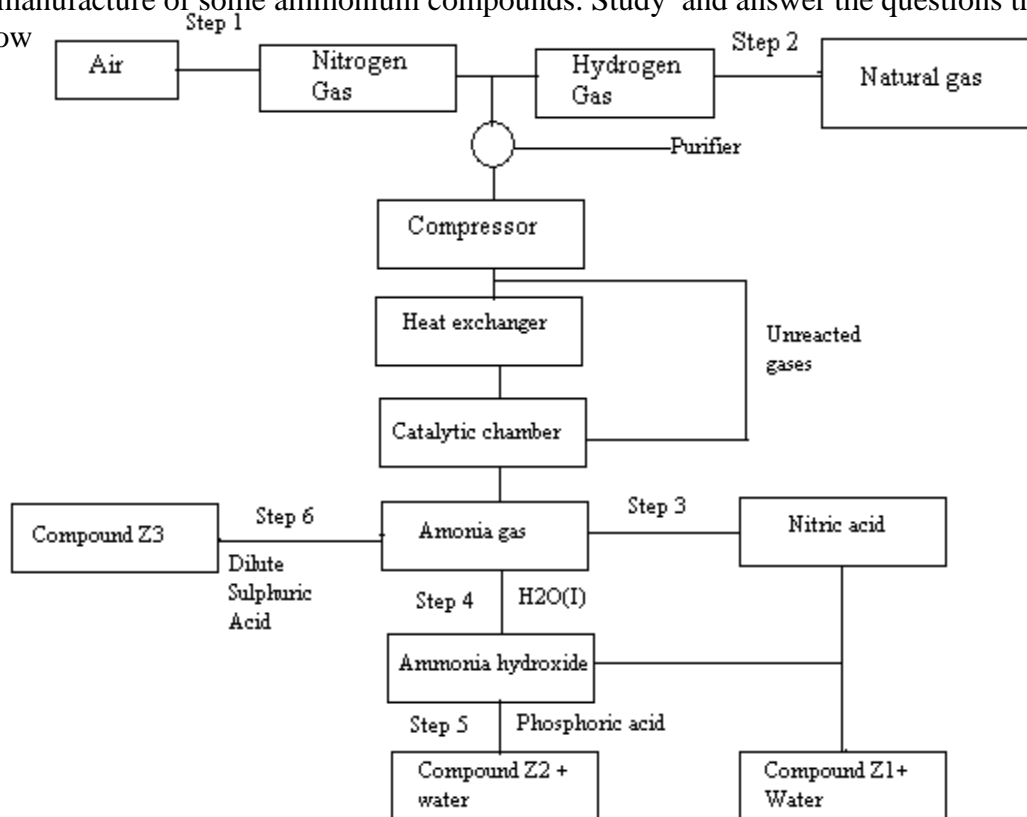 manufacture of some ammonium compounds. Study and answer the questions
ow
Step 1
Air
Nitrogen
Gas
Hydrogen
Gas
Step 2
Natural gas
Purifier
Compressor
Heat exchanger
Unreacted
gases
Catalytic chamber
Compound Z3
Step 6
Dilute
Sulphuric
Acid
Amonia gas
Step 3
Nitric acid
Step 4
H2O(I)
Ammonia hydroxide
Step 5
Phosphoric acid
Compound Z2 +
water
Compound Z1+
Water